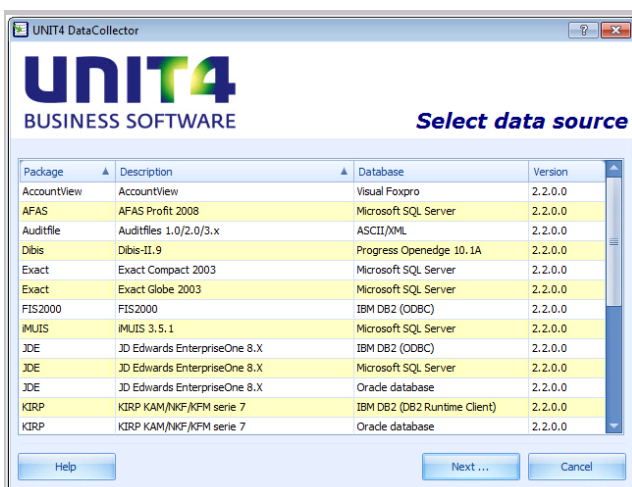 UNIT4 DataCollector
UNIT4
BUSINESS SOFTWARE
Select data source
Package Description Database Version
AccountView AccountView Visual Foxpro 2.2.0.0
AFAS AFAS Profit 2008 Microsoft SQL Server 2.2.0.0
Auditfile Auditfiles 1.0/2.0/3.x ASCII/XML 2.2.0.0
Dibis Dibis-II.9 Progress Openedge 10.1A 2.2.0.0
Exact Exact Compact 2003 Microsoft SQL Server 2.2.0.0
Exact Exact Globe 2003 Microsoft SQL Server 2.2.0.0
FIS2000 FIS2000 IBM DB2 (ODBC) 2.2.0.0
iMUIS iMUIS 3.5.1 Microsoft SQL Server 2.2.0.0
JDE JD Edwards EnterpriseOne 8.X IBM DB2 (ODBC) 2.2.0.0
JDE JD Edwards EnterpriseOne 8.X Microsoft SQL Server 2.2.0.0
JDE JD Edwards EnterpriseOne 8.X Oracle database 2.2.0.0
KIRP KIRP KAM/NKF/KFM serie 7 IBM DB2 (DB2 Runtime Client) 2.2.0.0
KIRP KIRP KAM/NKF/KFM serie 7 Oracle database 2.2.0.0
Help Next ... Cancel